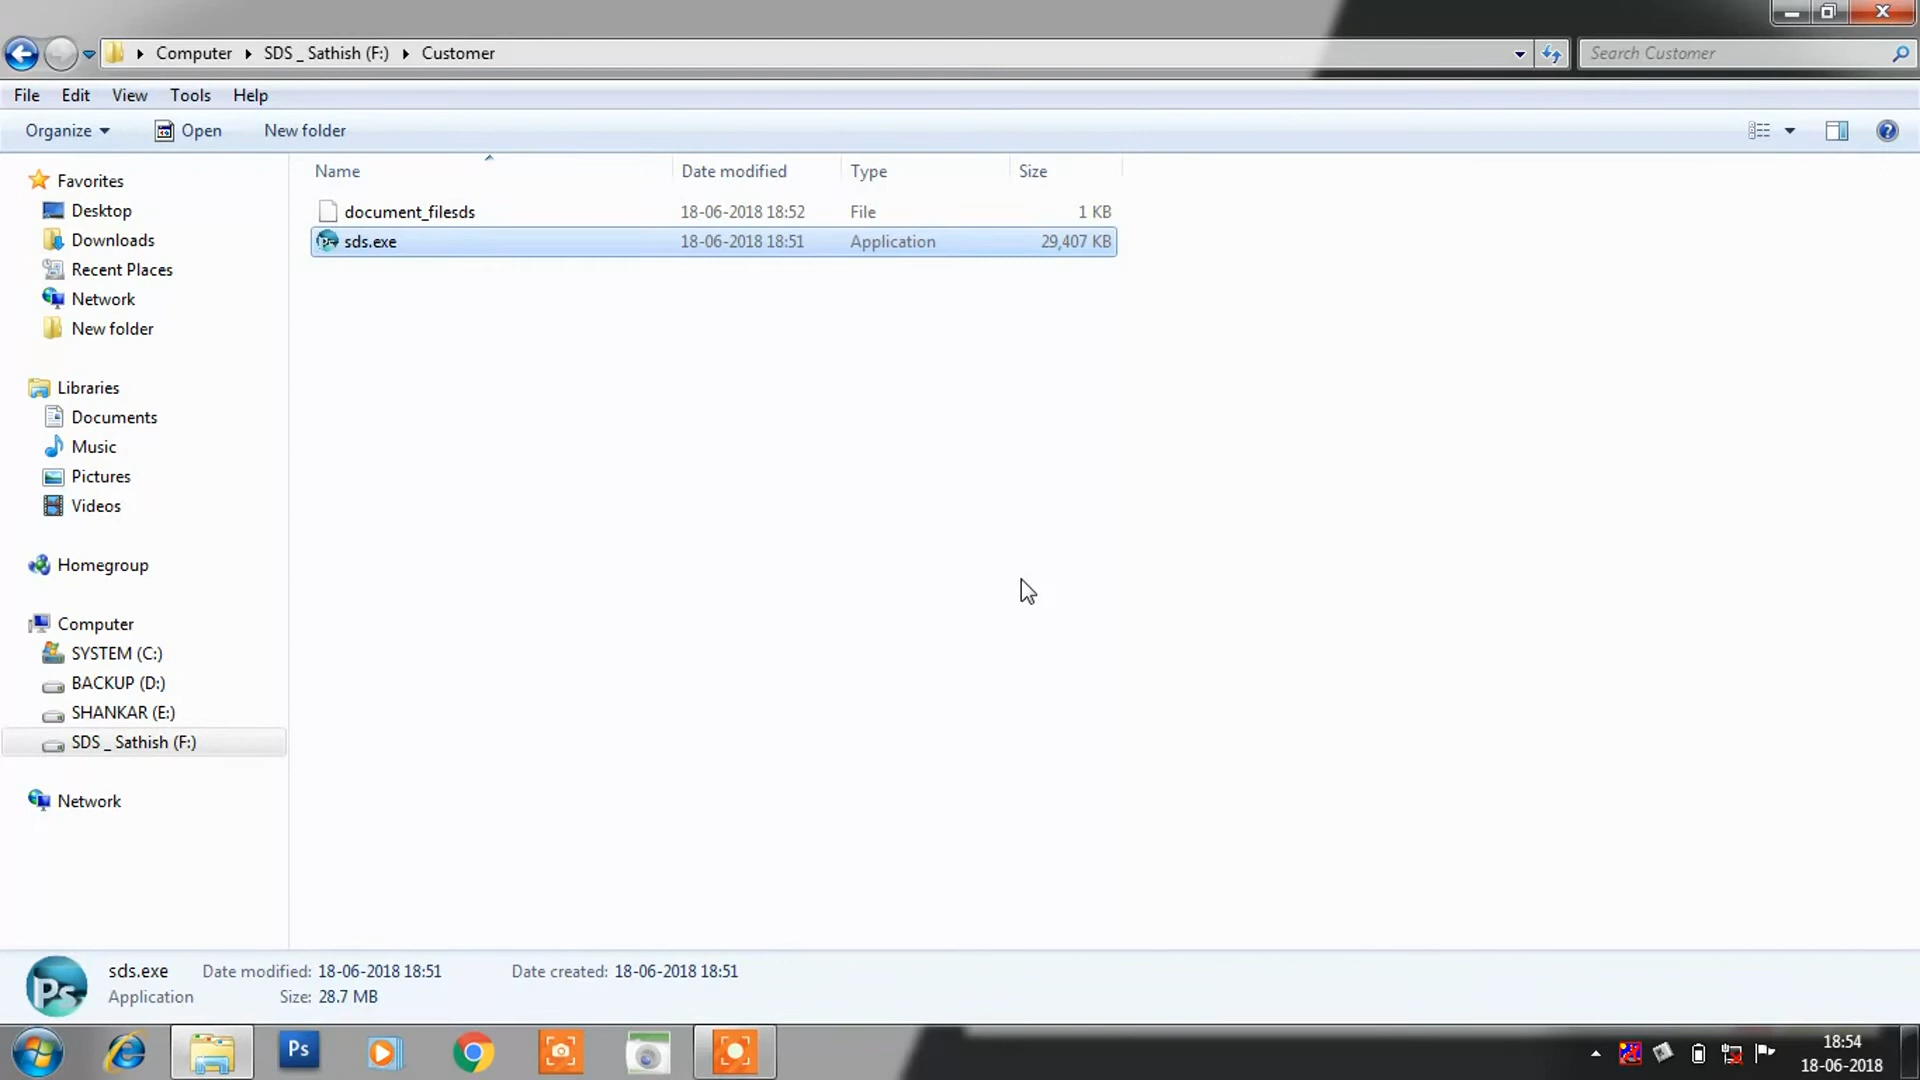 Computer SDS _ Sathish (F:) Customer Search Customer
File Edit View Tools Help
Organize Open New folder
Name Date modified Type Size
document_filesds 18-06-2018 18:52 File 1 KB
sds.exe 18-06-2018 18:51 Application 29,407 KB
Favorites
Desktop
Downloads
Recent Places
Network
New folder
Libraries
Documents
Music
Pictures
Videos
Homegroup
Computer
SYSTEM (C:)
BACKUP (D:)
SHANKAR (E:)
SDS _ Sathish (F:)
Network
Ps
sds.exe Date modified: 18-06-2018 18:51 Date created: 18-06-2018 18:51
Application Size: 28.7 MB
Ps
18:54
18-06-2018